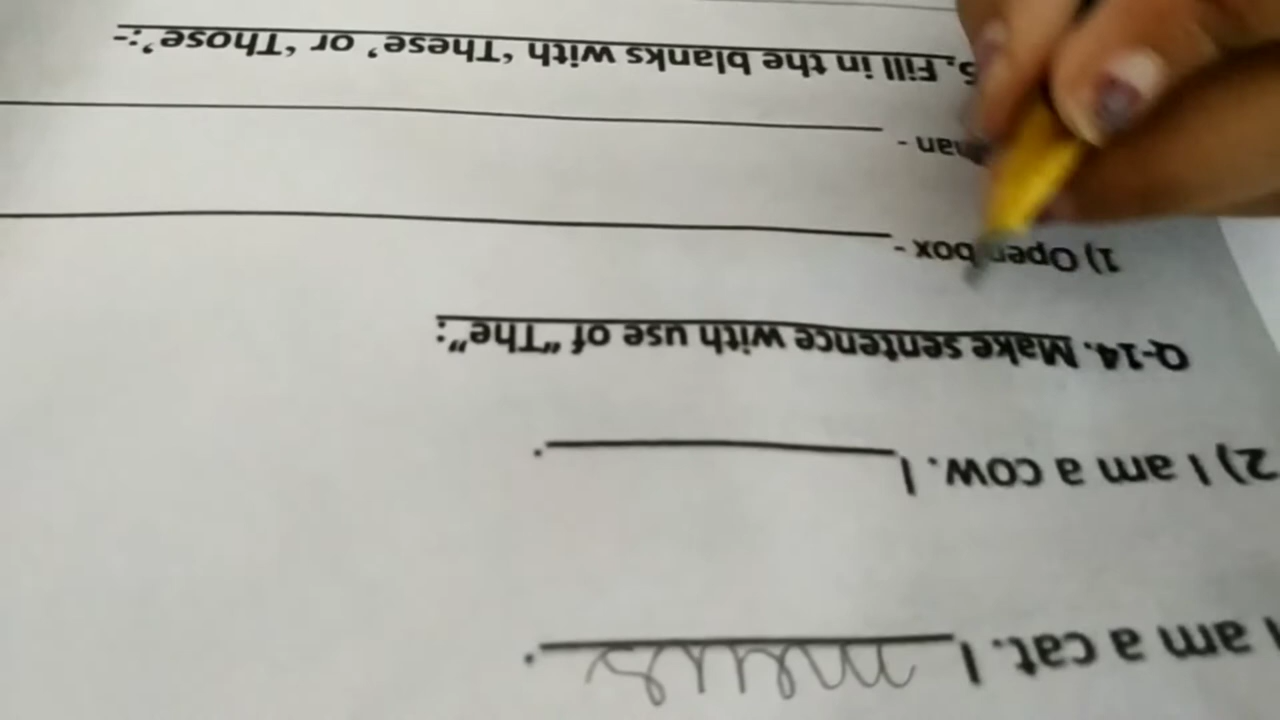 I am a cat. I mews.
2) I am a cow. I .
Q-14. Make sentence with use of "The":
1) Open box -
-
. Fill in the blanks with 'These' or 'Those':-